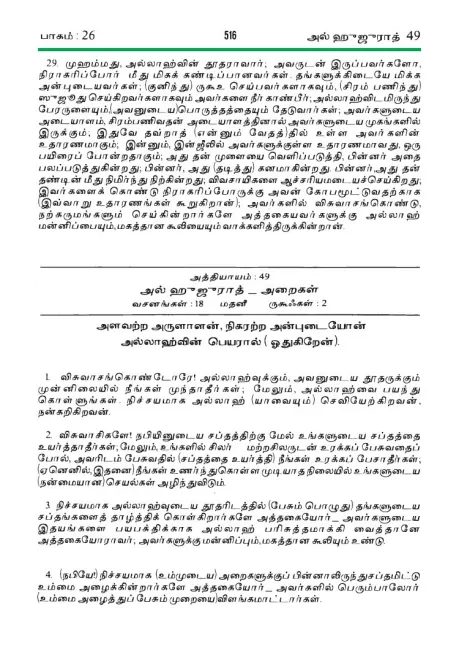 பாகம் : 26 516 அல் ஹுஜுராத் 49
29. முஹம்மது, அல்லாஹ்வின் தூதராவார்; அவருடன் இருப்பவர்களோ,
நிராகரிப்போர் மீது மிகக் கண்டிப்பானவர்கள். தங்களுக்கிடையே மிக்க
அன்புடையவர்கள்; (குனிந்து) ருகூஉ செய்பவர்களாகவும், (சிரம் பணிந்து)
ஸுஜூது செய்கிறவர்களாகவும் அவர்களை நீர் காண்பீர்;அல்லாஹ்விடமிருந்து
பேரருளையும்,(அவனுடைய)பொருத்தத்தையும் தேடுவார்கள்; அவர்களுடைய
அடையாளம், சிரம்பணிவதன் அடையாளத்தினால் அவர்களுடைய முகங்களில்
இருக்கும்; இதுவே தவ்றாத் (என்னும் வேதத்)தில் உள்ள அவர்களின்
உதாரணமாகும்; இன்னும், இன்ஜீலில் அவர்களுக்குள்ள உதாரணமாவது, ஒரு
பயிரைப் போன்றதாகும்; அது தன் முளையை வெளிப்படுத்தி, பின்னர் அதை
பலப்படுத்துகின்றது; பின்னர், அது (தடித்து) கனமாகின்றது. பின்னர்,அது தன்
தண்டின் மீது நிமிர்ந்து நிற்கின்றது; விவசாயிகளை ஆச்சரியமடையச்செய்கிறது;
இவர்களைக் கொண்டு நிராகரிப்போருக்கு அவன் கோபமூட்டுவதற்காக
(இவ்வாறு உதாரணங்கள் கூறுகிறான்); அவர்களில் விசுவாசங்கொண்டு,
நற்கருமங்களும் செய்கின்றார்களே அத்தகையவர்களுக்கு அல்லாஹ்
மன்னிப்பையும்,மகத்தான கூலியையும் வாக்களித்திருக்கின்றான்.
அத்தியாயம் : 49
அல் ஹுஜுராத் _ அறைகள்
வசனங்கள் :18 மதனீ ருகூஃகள் : 2
அளவற்ற அருளாளன், நிகரற்ற அன்புடையோன்
அல்லாஹ்வின் பெயரால் ( ஓதுகிறேன்).
1. விசுவாசங்கொண்டோரே! அல்லாஹ்வுக்கும், அவனுடைய தூதருக்கும்
முன்னிலையில் நீங்கள் முந்தாதீர்கள்; மேலும், அல்லாஹ்வை பயந்து
கொள்ளுங்கள். நிச்சயமாக அல்லாஹ் (யாவையும்) செவியேற்கிறவன்,
நன்கறிகிறவன்.
2. விசுவாசிகளே! நபியினுடைய சப்தத்திற்கு மேல் உங்களுடைய சப்தத்தை
உயர்த்தாதீர்கள்;மேலும், உங்களில் சிலர் மற்றசிலருடன் உரக்கப் பேசுவதைப்
போல், அவரிடம் பேசுவதில் (சப்தத்தை உயர்த்தி) நீங்கள் உரக்கப் பேசாதீர்கள்;
(ஏனெனில்,இதனை)நீங்கள் உணர்ந்துகொள்ள முடியாத நிலையில் உங்களுடைய
(நன்மையான)செயல்கள் அழிந்துவிடும்.
3. நிச்சயமாக அல்லாஹ்வுடைய தூதரிடத்தில் (பேசும் பொழுது) தங்களுடைய
சப்தங்களைத் தாழ்த்திக் கொள்கிறார்களே அத்தகையோர்_ அவர்களுடைய
இதயங்களை பயபக்திக்காக அல்லாஹ் பரிசுத்தமாக்கி வைத்தானே
அத்தகையோராவர்; அவர்களுக்கு மன்னிப்பும்,மகத்தான கூலியும் உண்டு.
4. (நபியே!) நிச்சயமாக (உம்முடைய) அறைகளுக்குப் பின்னாலிருந்துசப்தமிட்டு
உம்மை அழைக்கின்றார்களே அத்தகையோர்_ அவர்களில் பெரும்பாலோர்
(உம்மை அழைத்துப் பேசும் முறையை)விளங்கமாட்டார்கள்.